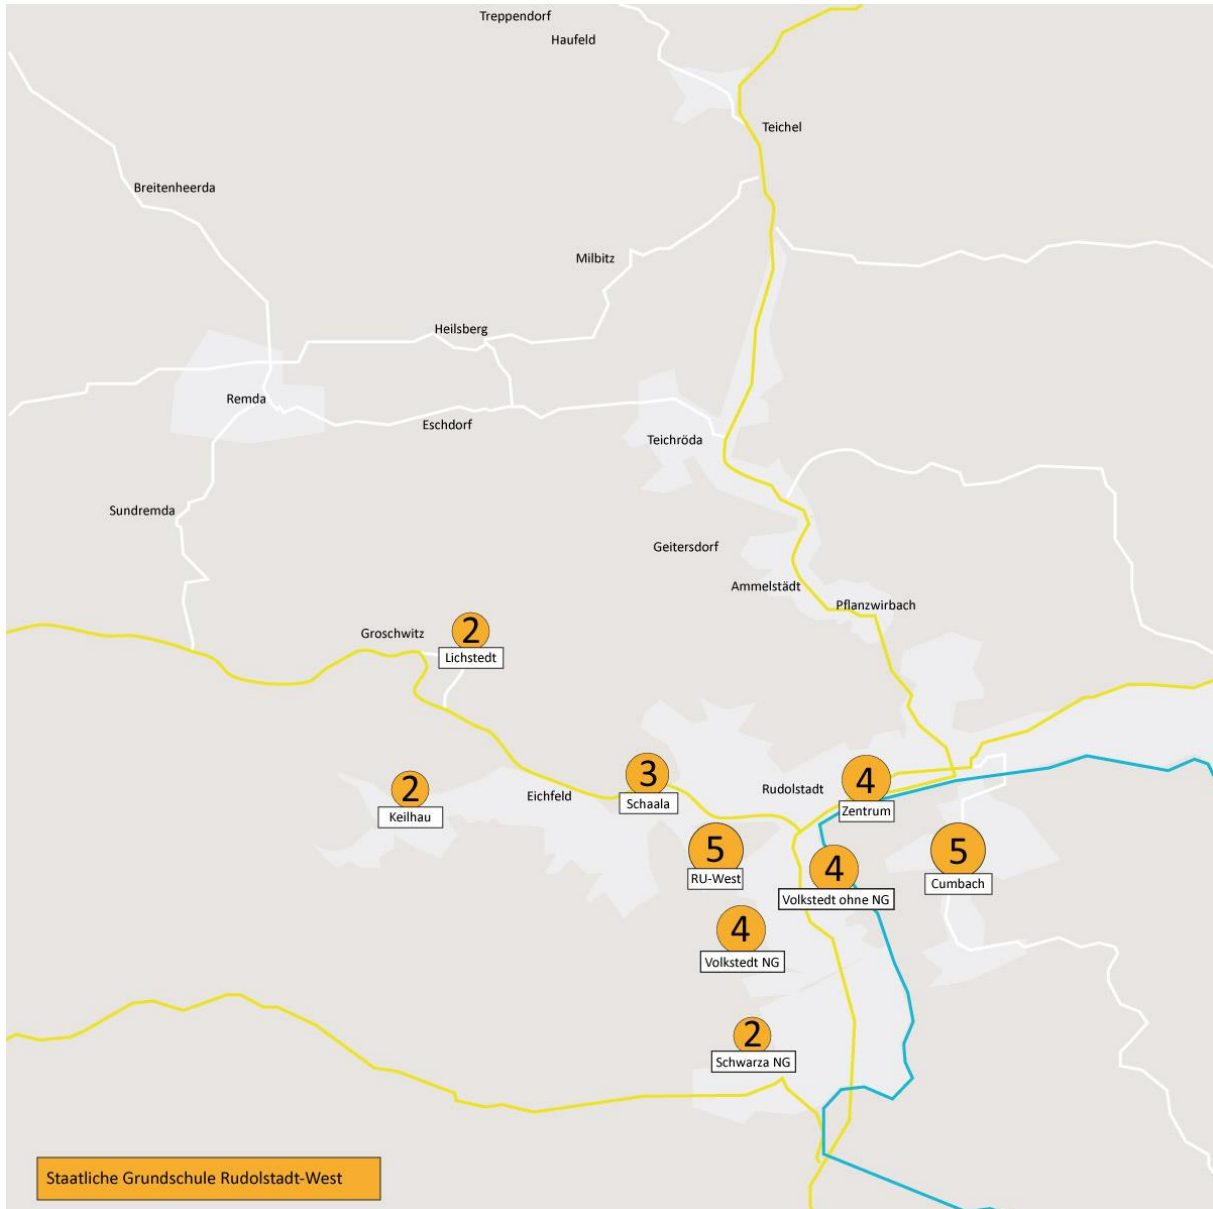 Treppendorf
Haufeld
Teichel
Breitenheerda
Milbitz
Heilsberg
Remda
Eschdorf
Teichröda
Sundremda
Geitersdorf
Ammelstädt
Pflanzwirbach
Groschwitz
2
Lichstedt
2
Keilhau
Eichfeld
3
Schaala
Rudolstadt
4
Zentrum
5
RU-West
4
Volkstedt ohne NG
5
Cumbach
4
Volkstedt NG
2
Schwarza NG
Staatliche Grundschule Rudolstadt-West